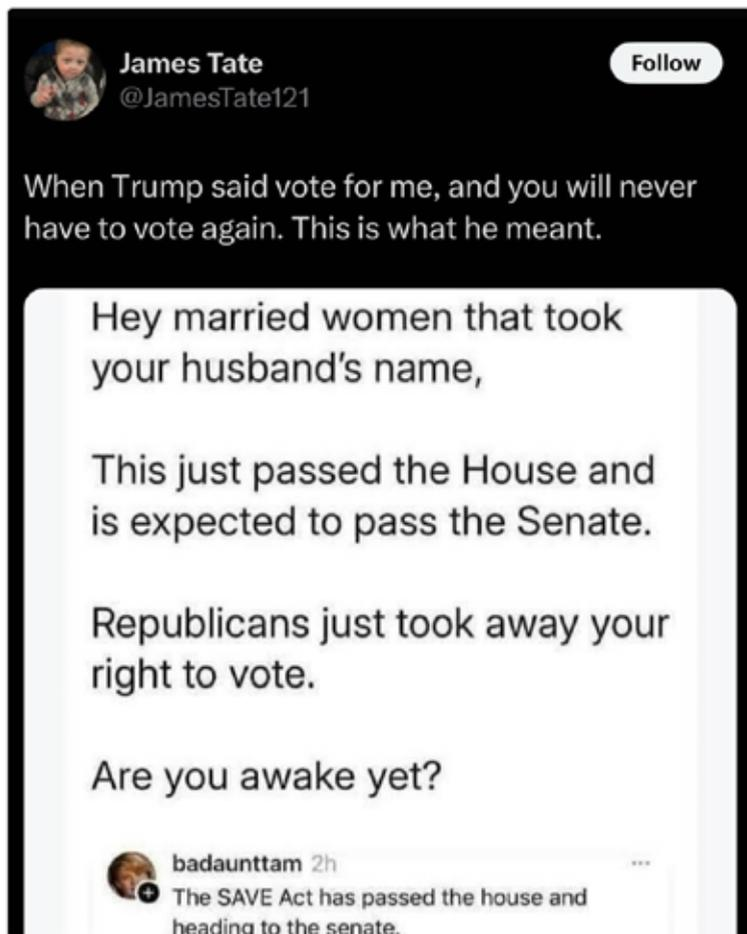 James Tate
Follow
@JamesTate121
When Trump said vote for me, and you will never
have to vote again. This is what he meant.
Hey married women that took
your husband's name,
This just passed the House and
is expected to pass the Senate.
Republicans just took away your
right to vote.
Are you awake yet?
badaunttam 2h
The SAVE Act has passed the house and
heading to the senate.